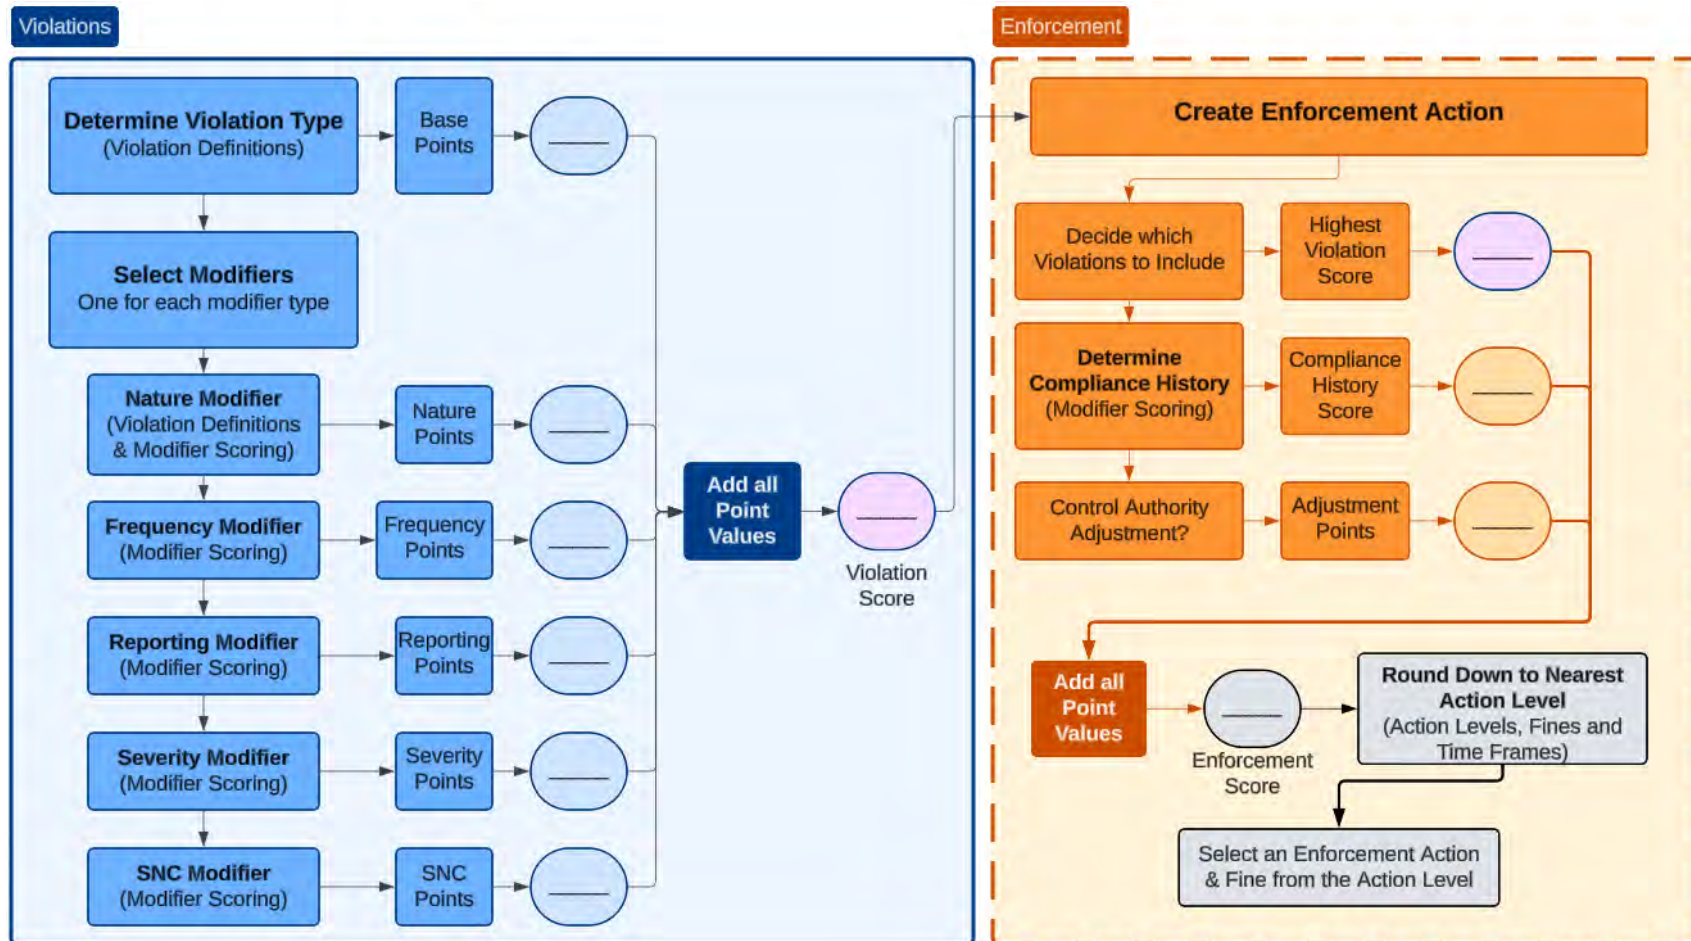 Violations
Determine Violation Type
(Violation Definitions)
Base
Points
Select Modifiers
One for each modifier type
Nature Modifier
(Violation Definitions
& Modifier Scoring)
Nature
Points
Frequency Modifier
(Modifier Scoring)
Frequency
Points
Reporting Modifier
(Modifier Scoring)
Reporting
Points
Severity Modifier
(Modifier Scoring)
Severity
Points
SNC Modifier
(Modifier Scoring)
SNC
Points
Add all
Point
Values
Violation
Score
Enforcement
Create Enforcement Action
Decide which
Violations to Include
Highest
Violation
Score
Determine
Compliance History
(Modifier Scoring)
Compliance
History
Score
Control Authority
Adjustment?
Adjustment
Points
Add all
Point
Values
Enforcement
Score
Round Down to Nearest
Action Level
(Action Levels, Fines and
Time Frames)
Select an Enforcement Action
& Fine from the Action Level